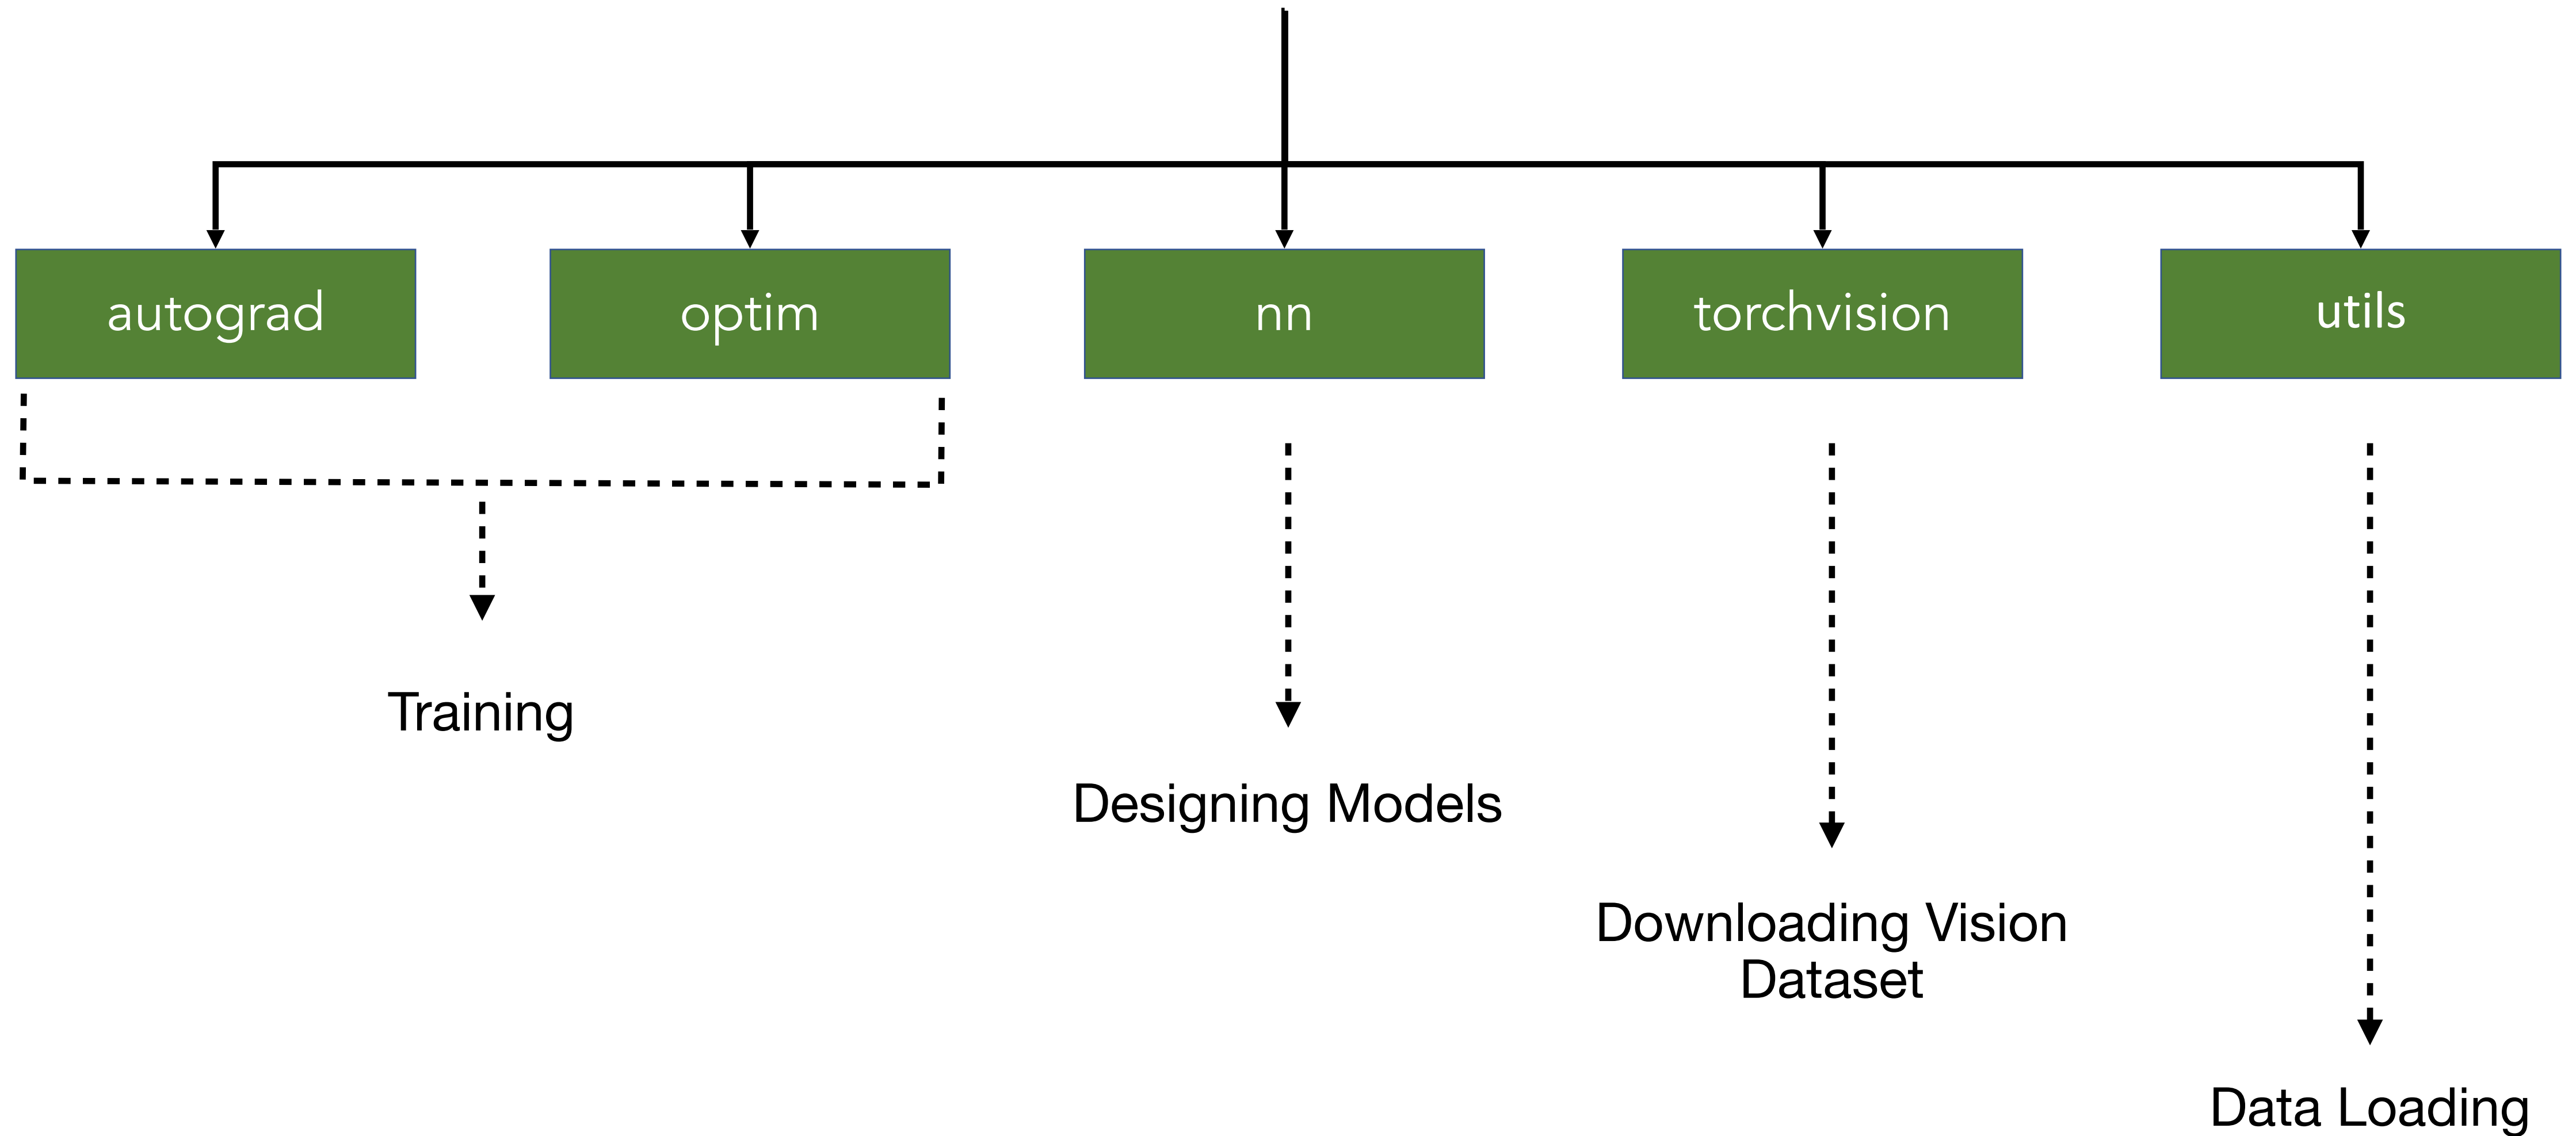 autograd
optim
nn
torchvision
utils
Training
Designing Models
Downloading Vision
Dataset
Data Loading